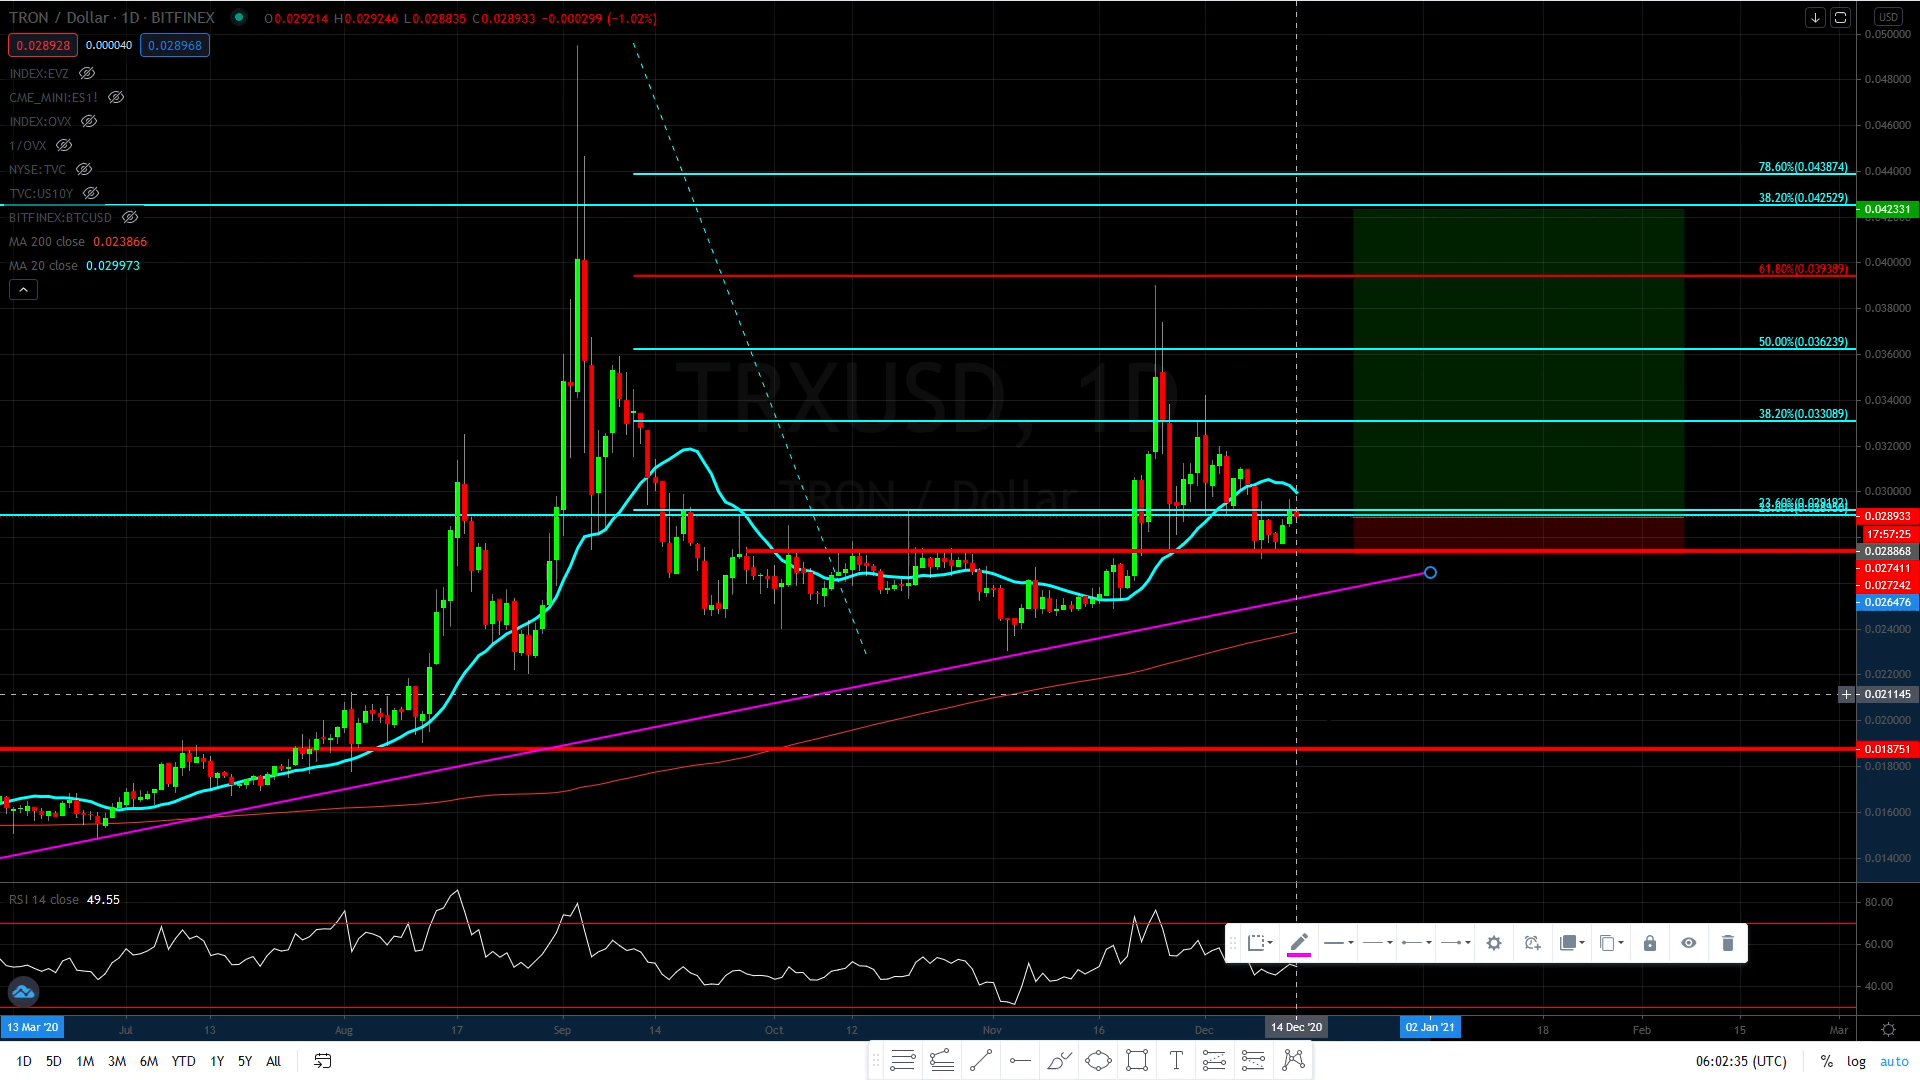 TRON / Dollar · 1D · BITFINEX O0.029214 H0.029246 L0.028835 C0.028933 −0.000299 (−1.02%)
USD
0.028928 0.000040 0.028968
INDEX:EVZ
CME_MINI:ES1!
INDEX:OVX
1/OVX
NYSE:TVC
TVC:US10Y
BITFINEX:BTCUSD
MA 200 close 0.023866
MA 20 close 0.029973
TRXUSD, 1D
TRON / Dollar
78.60%(0.043874)
38.20%(0.042529)
61.80%(0.039389)
50.00%(0.036239)
38.20%(0.033089)
23.60%(0.029192)
0.050000
0.048000
0.046000
0.044000
0.042331
0.040000
0.038000
0.036000
0.034000
0.032000
0.030000
0.028933
17:57:25
0.028868
0.027411
0.027242
0.026476
0.024000
0.022000
0.021145
0.020000
0.018751
0.018000
0.016000
0.014000
RSI 14 close 49.55
80.00
60.00
40.00
13 Mar '20 Jul 13 Aug 17 Sep 14 Oct 12 Nov 16 Dec 14 Dec '20 02 Jan '21 18 Feb 15 Mar
1D 5D 1M 3M 6M YTD 1Y 5Y All
T
06:02:35 (UTC) % log auto